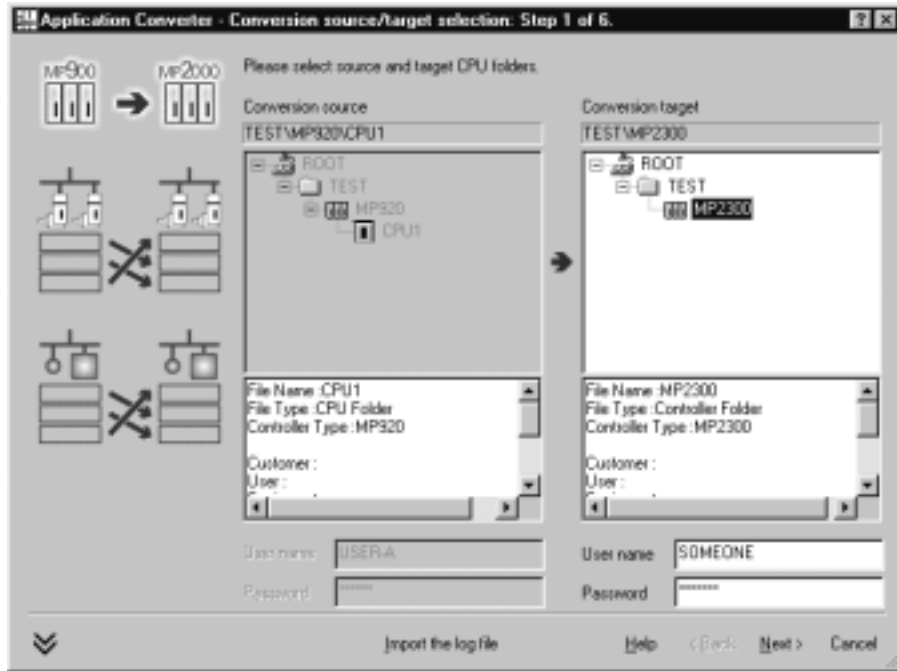 Application Converter - Conversion source/target selection: Step 1 of 6.
MP900
MP2000
Please select source and target CPU folders.
Conversion source
TEST\MP920\CPU1
ROOT
TEST
MP920
CPU1
File Name :CPU1
File Type :CPU Folder
Controller Type :MP920
Customer :
User :
User name USER-A
Password *****
Conversion target
TEST\MP2300
ROOT
TEST
MP2300
File Name :MP2300
File Type :Controller Folder
Controller Type :MP2300
Customer :
User :
User name SOMEONE
Password *******
Import the log file
Help
< Back
Next >
Cancel